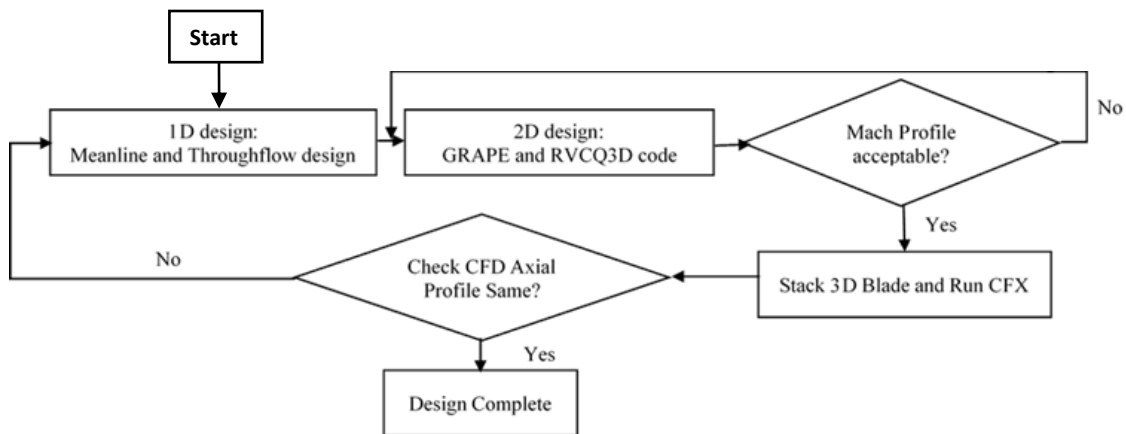 Start
1D design:
Meanline and Throughflow design
2D design:
GRAPE and RVCQ3D code
Mach Profile
acceptable?
No
Yes
Stack 3D Blade and Run CFX
Check CFD Axial
Profile Same?
No
Yes
Design Complete